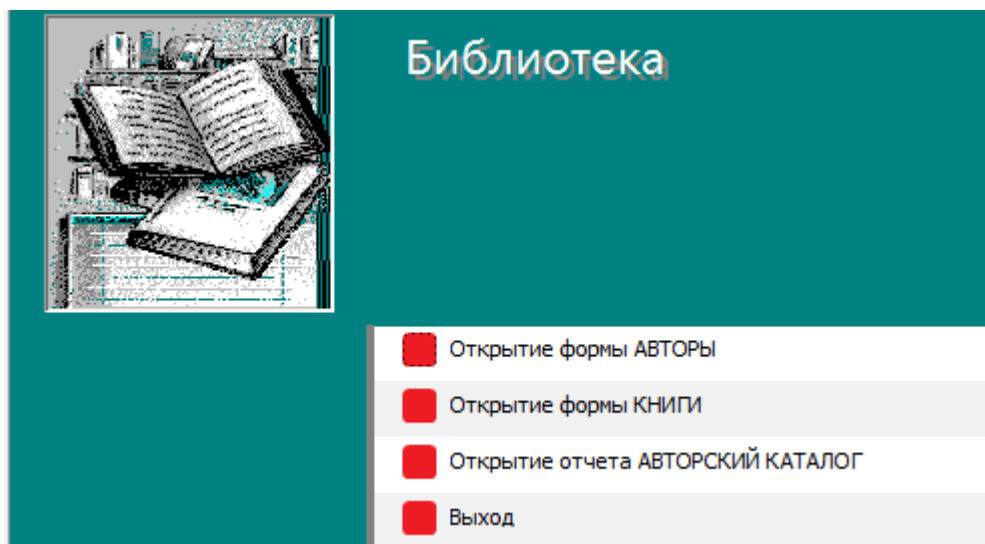 Библиотека
Открытие формы АВТОРЫ
Открытие формы КНИГИ
Открытие отчета АВТОРСКИЙ КАТАЛОГ
Выход